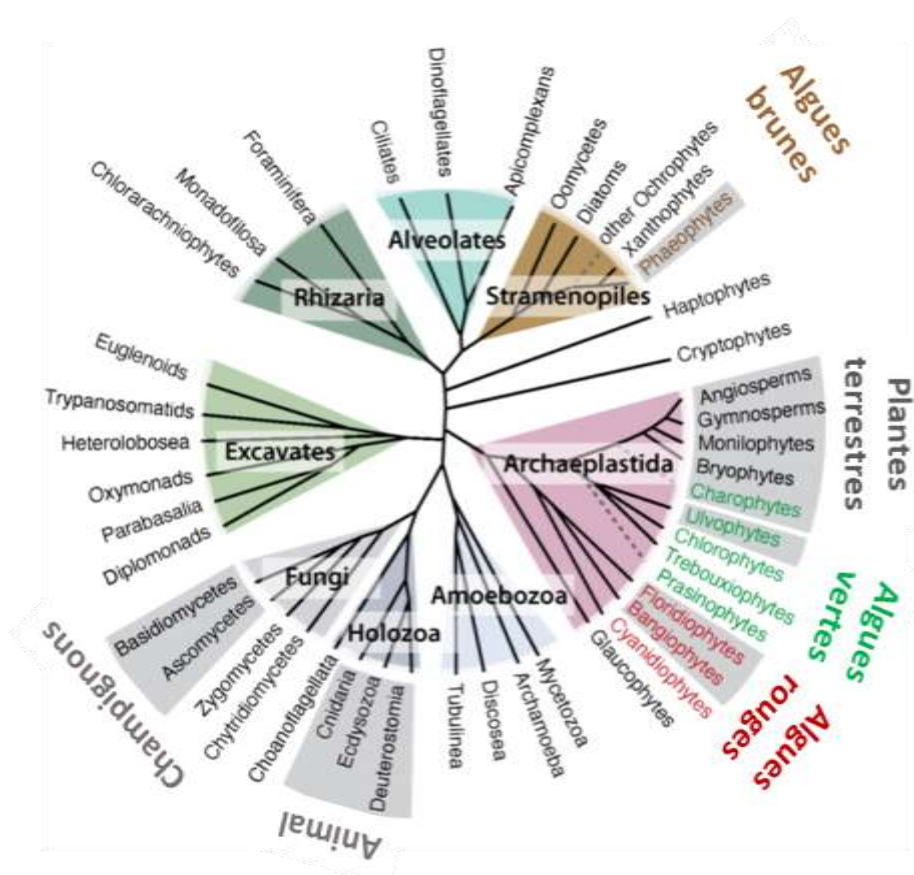 Algues
brunes
Dinoflagellates
Ciliates
Apicomplexans
Oomycetes
Diatoms
other Ochrophytes
Xanthophytes
Phaeophytes
Foraminifera
Monadofilosa
Chlorarachniophytes
Alveolates
Rhizaria
Stramenopiles
Haptophytes
Cryptophytes
Euglenoids
Trypanosomatids
Heterolobosea
Oxymonads
Parabasalia
Diplomonads
Excavates
Archaeplastida
Angiosperms
Gymnosperms
Monilophytes
Bryophytes
Charophytes
Ulvophytes
Chlorophytes
Trebouxiophytes
Prasinophytes
Floridiophytes
Bangiophytes
Cyanidiophytes
Glaucophytes
Plantes
terrestres
Algues
vertes
Algues
rouges
Fungi
Holozoa
Amoebozoa
Basidiomycetes
Ascomycetes
Zygomycetes
Chytridiomycetes
Choanoflagellata
Cnidaria
Ecdysozoa
Deuterostomia
Tubulinea
Discosea
Archamoeba
Mycetozoa
Champignons
Animal